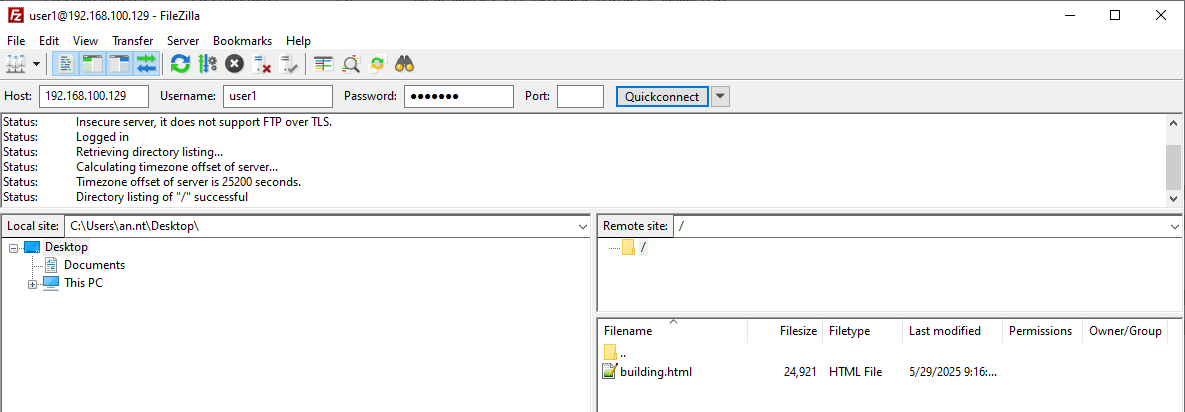 user1@192.168.100.129 - FileZilla
File Edit View Transfer Server Bookmarks Help
Host: 192.168.100.129 Username: user1 Password: ●●●●●●● Port: Quickconnect
Status: Insecure server, it does not support FTP over TLS.
Status: Logged in
Status: Retrieving directory listing...
Status: Calculating timezone offset of server...
Status: Timezone offset of server is 25200 seconds.
Status: Directory listing of "/" successful
Local site: C:\Users\an.nt\Desktop\
Desktop
Documents
This PC
Remote site: /
/
Filename Filesize Filetype Last modified Permissions Owner/Group
..
building.html 24,921 HTML File 5/29/2025 9:16:...